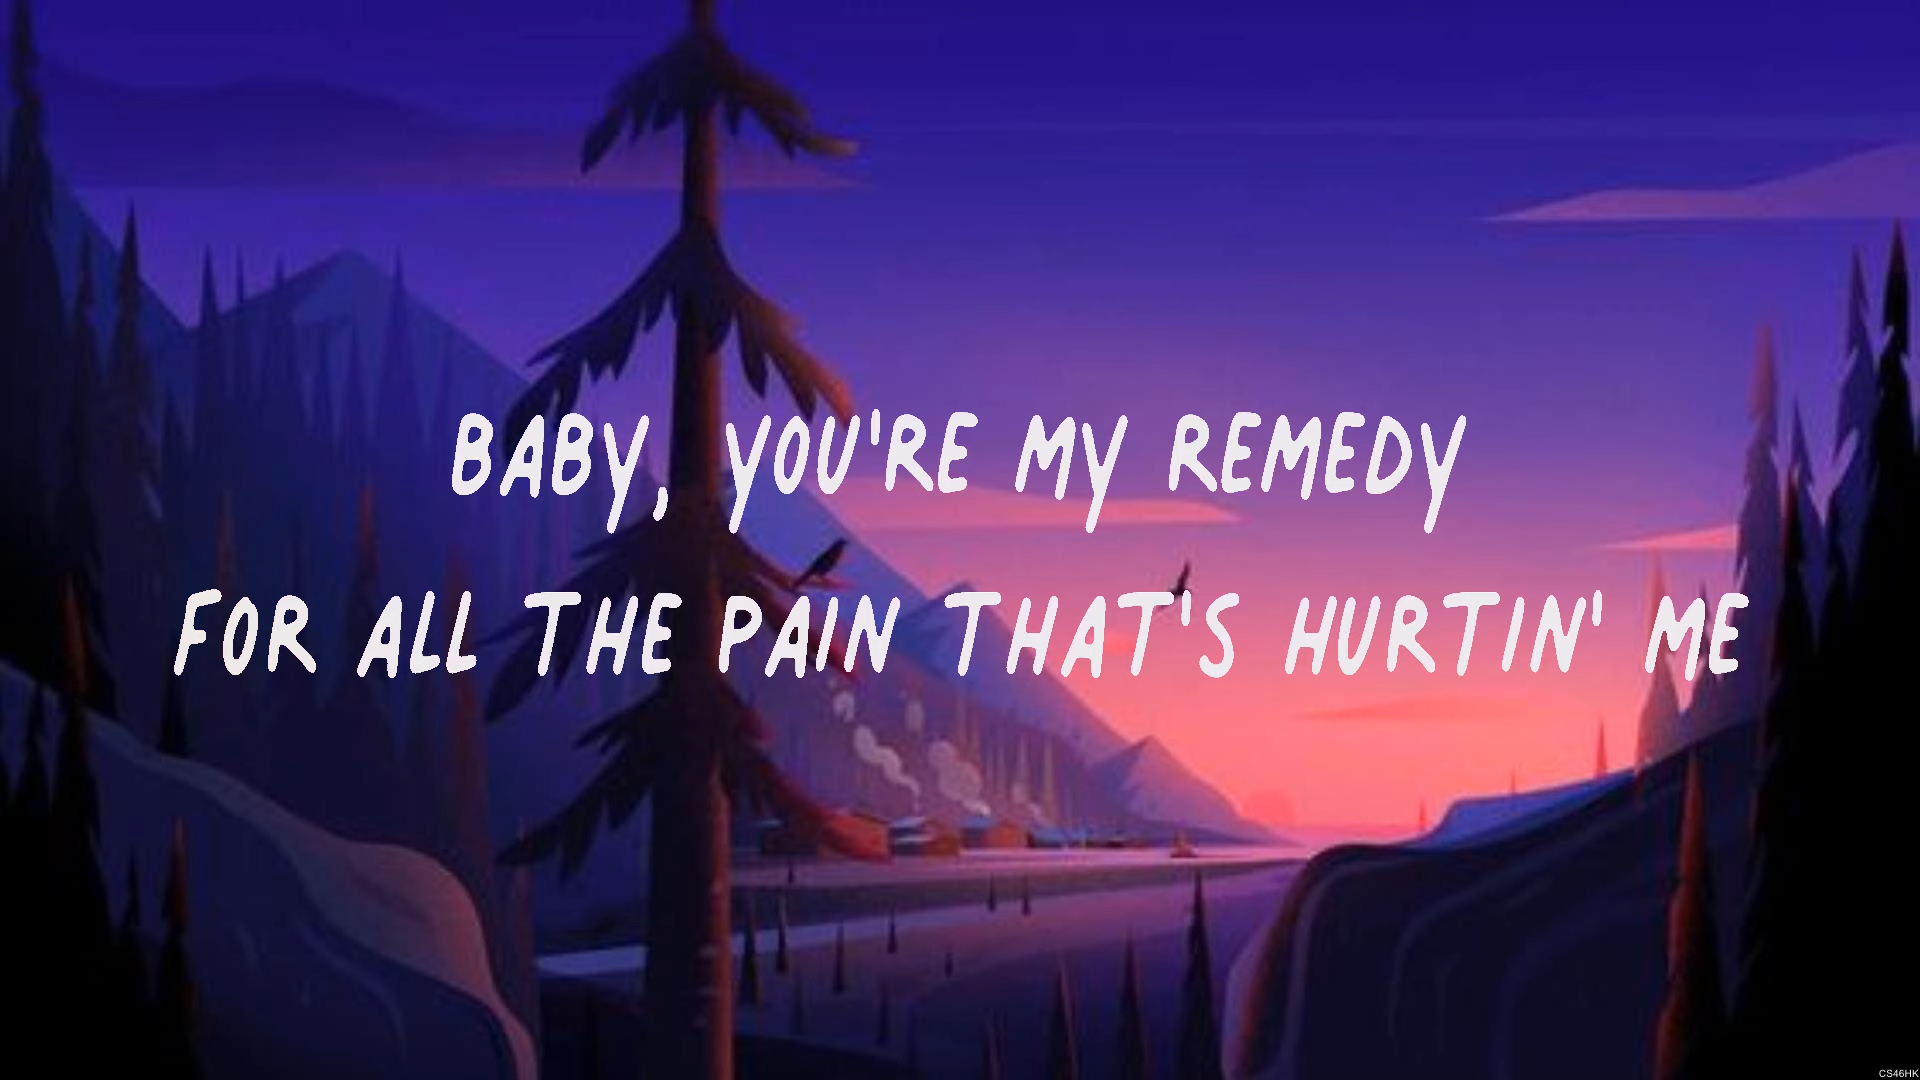 BABY, YOU'RE MY REMEDY
FOR ALL THE PAIN THAT'S HURTIN' ME
CS46HK